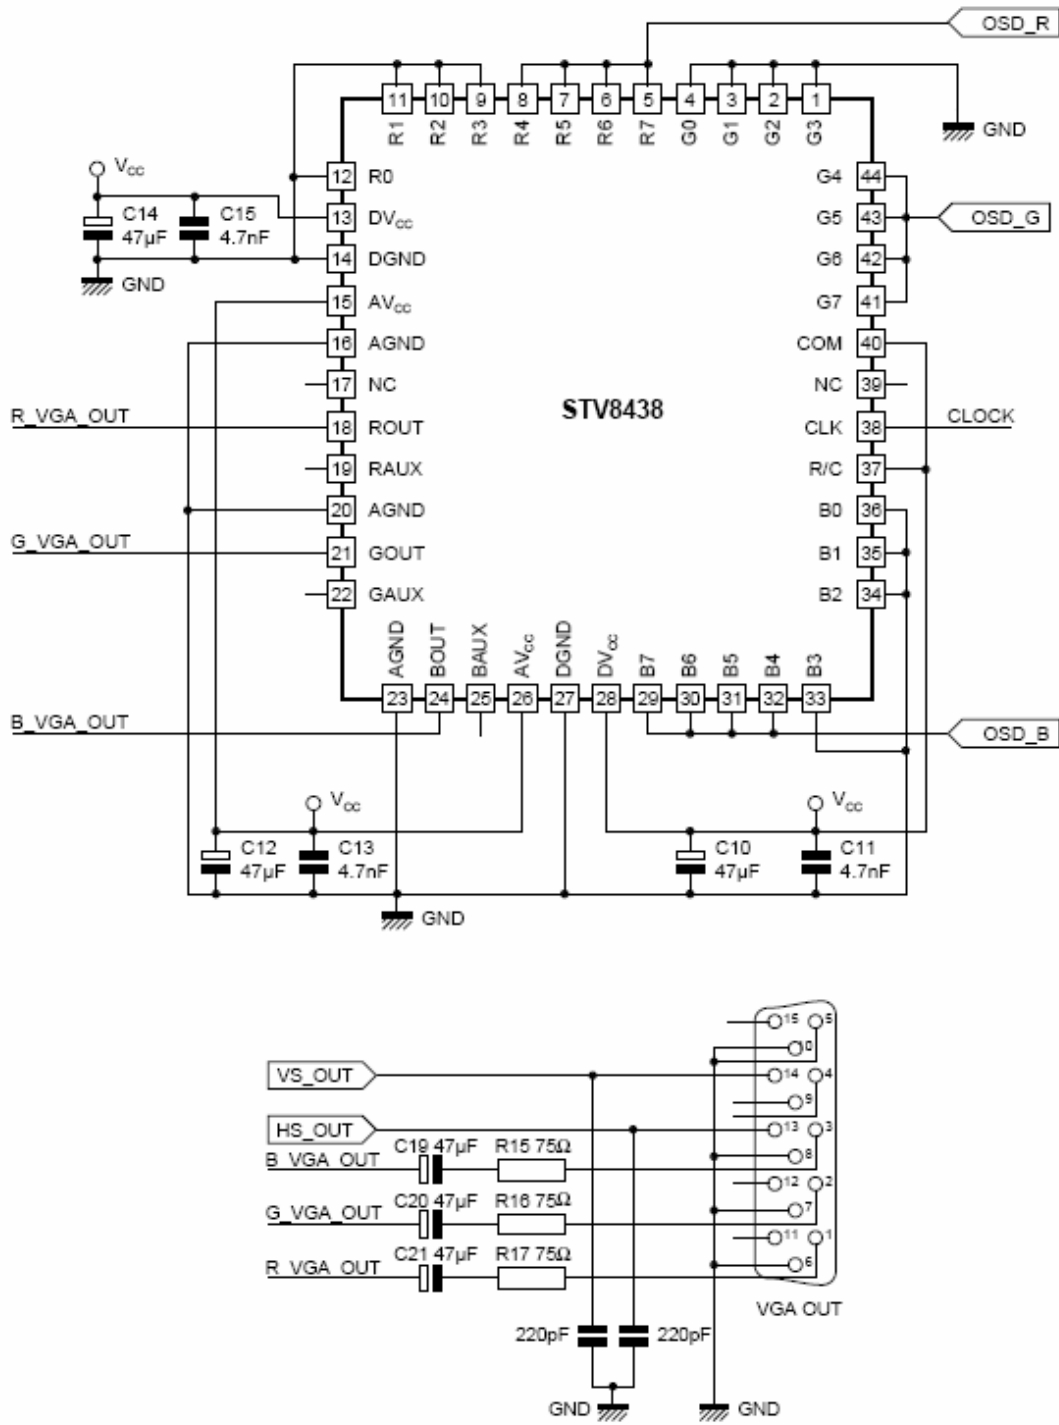 OSD_R
11 10 9 8 7 6 5 4 3 2 1
R1 R2 R3 R4 R5 R6 R7 G0 G1 G2 G3
GND
VCC
12 R0
G4 44
C14 47µF
C15 4.7nF
13 DVCC
G5 43
OSD_G
14 DGND
G6 42
GND
15 AVCC
G7 41
16 AGND
COM 40
17 NC
NC 39
STV8438
R_VGA_OUT
18 ROUT
CLK 38
CLOCK
19 RAUX
R/C 37
20 AGND
B0 36
G_VGA_OUT
21 GOUT
B1 35
22 GAUX
B2 34
AGND BOUT BAUX AVCC DGND DVCC B7 B6 B5 B4 B3
23 24 25 26 27 28 29 30 31 32 33
B_VGA_OUT
OSD_B
VCC
VCC
C12 47µF
C13 4.7nF
C10 47µF
C11 4.7nF
GND
15 5
10
VS_OUT
14 4
9
HS_OUT
13 3
C19 47µF
R15 75Ω
B_VGA_OUT
8
12 2
C20 47µF
R16 75Ω
G_VGA_OUT
7
11 1
C21 47µF
R17 75Ω
R_VGA_OUT
6
VGA OUT
220pF
220pF
GND
GND